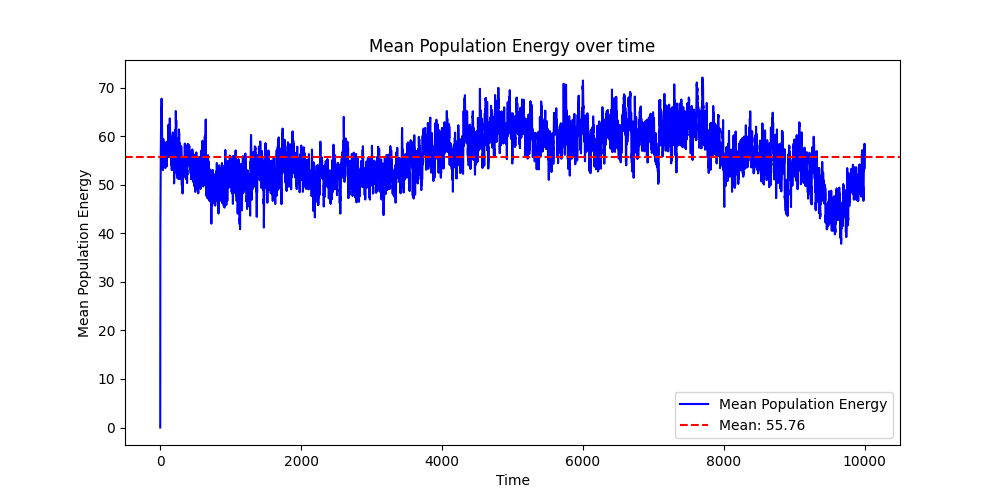 Mean Population Energy over time
Mean Population Energy
70
60
50
40
30
20
10
0
0 2000 4000 6000 8000 10000
Time
Mean Population Energy
Mean: 55.76